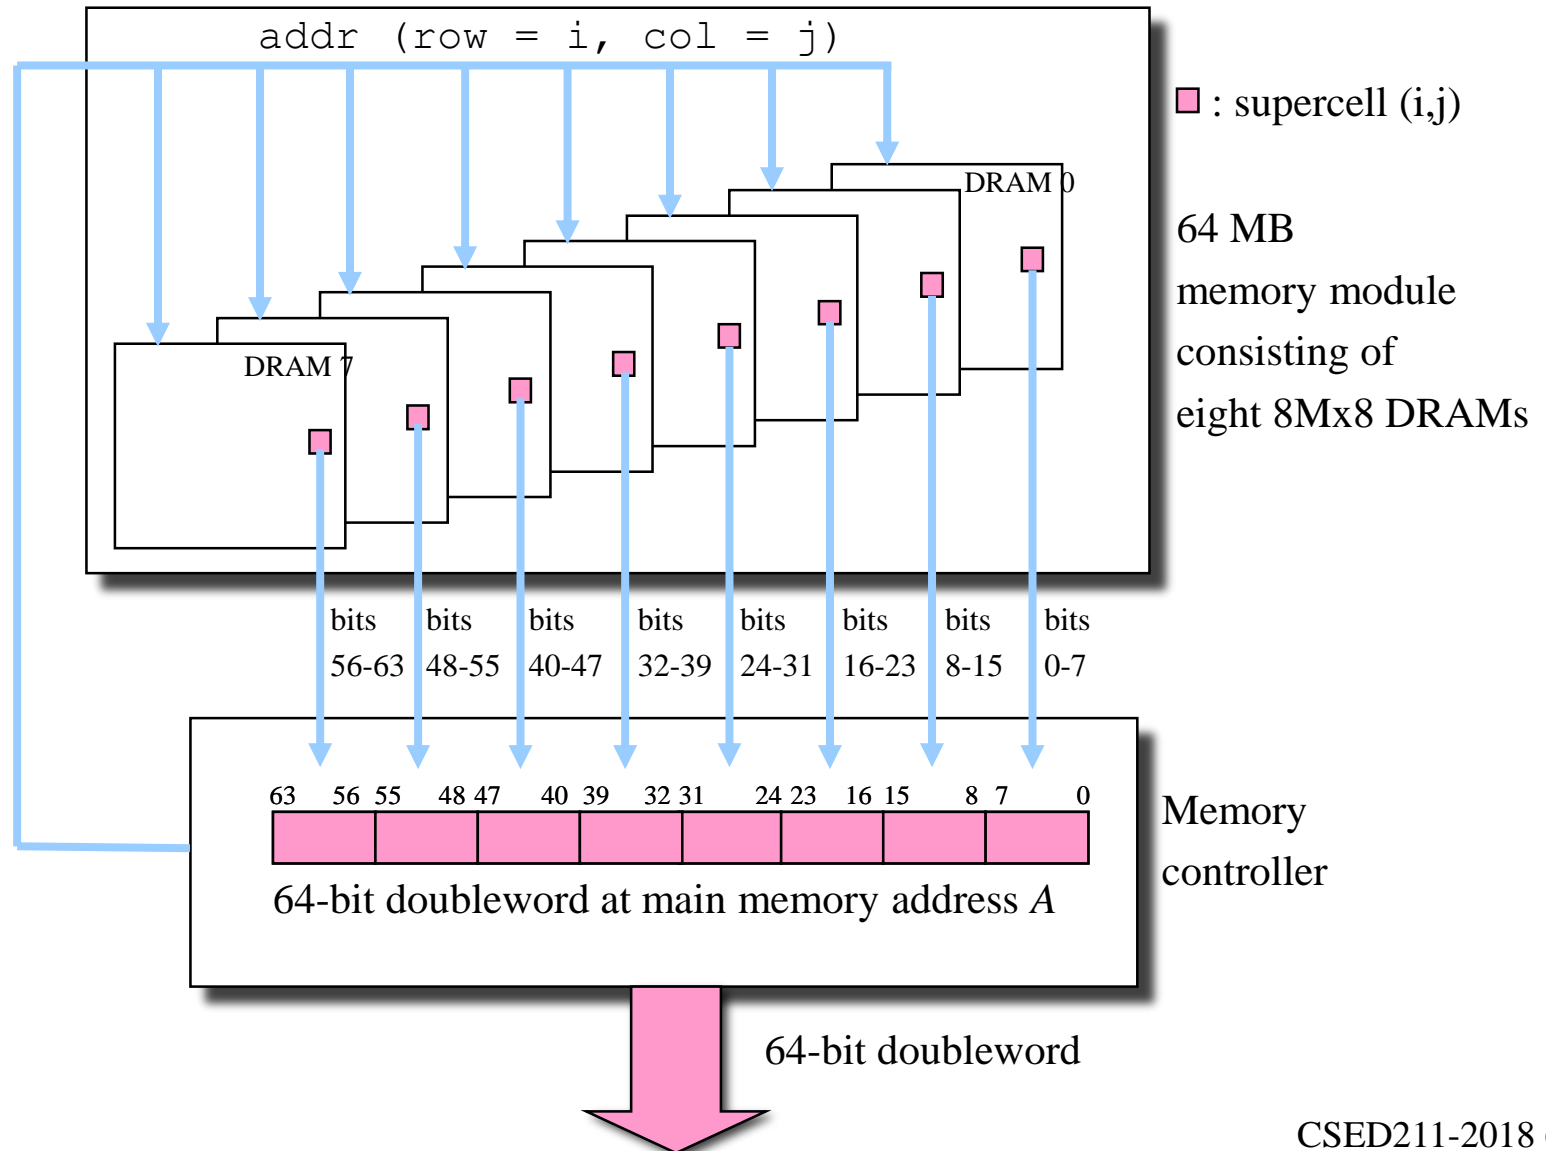 addr (row = i, col = j)
: supercell (i,j)
DRAM 0
64 MB
memory module
consisting of
eight 8Mx8 DRAMs
DRAM 7
bits bits bits bits bits bits bits bits
56-63 48-55 40-47 32-39 24-31 16-23 8-15 0-7
63 56 55 48 47 40 39 32 31 24 23 16 15 8 7 0
Memory
controller
64-bit doubleword at main memory address A
64-bit doubleword
CSED211-2018